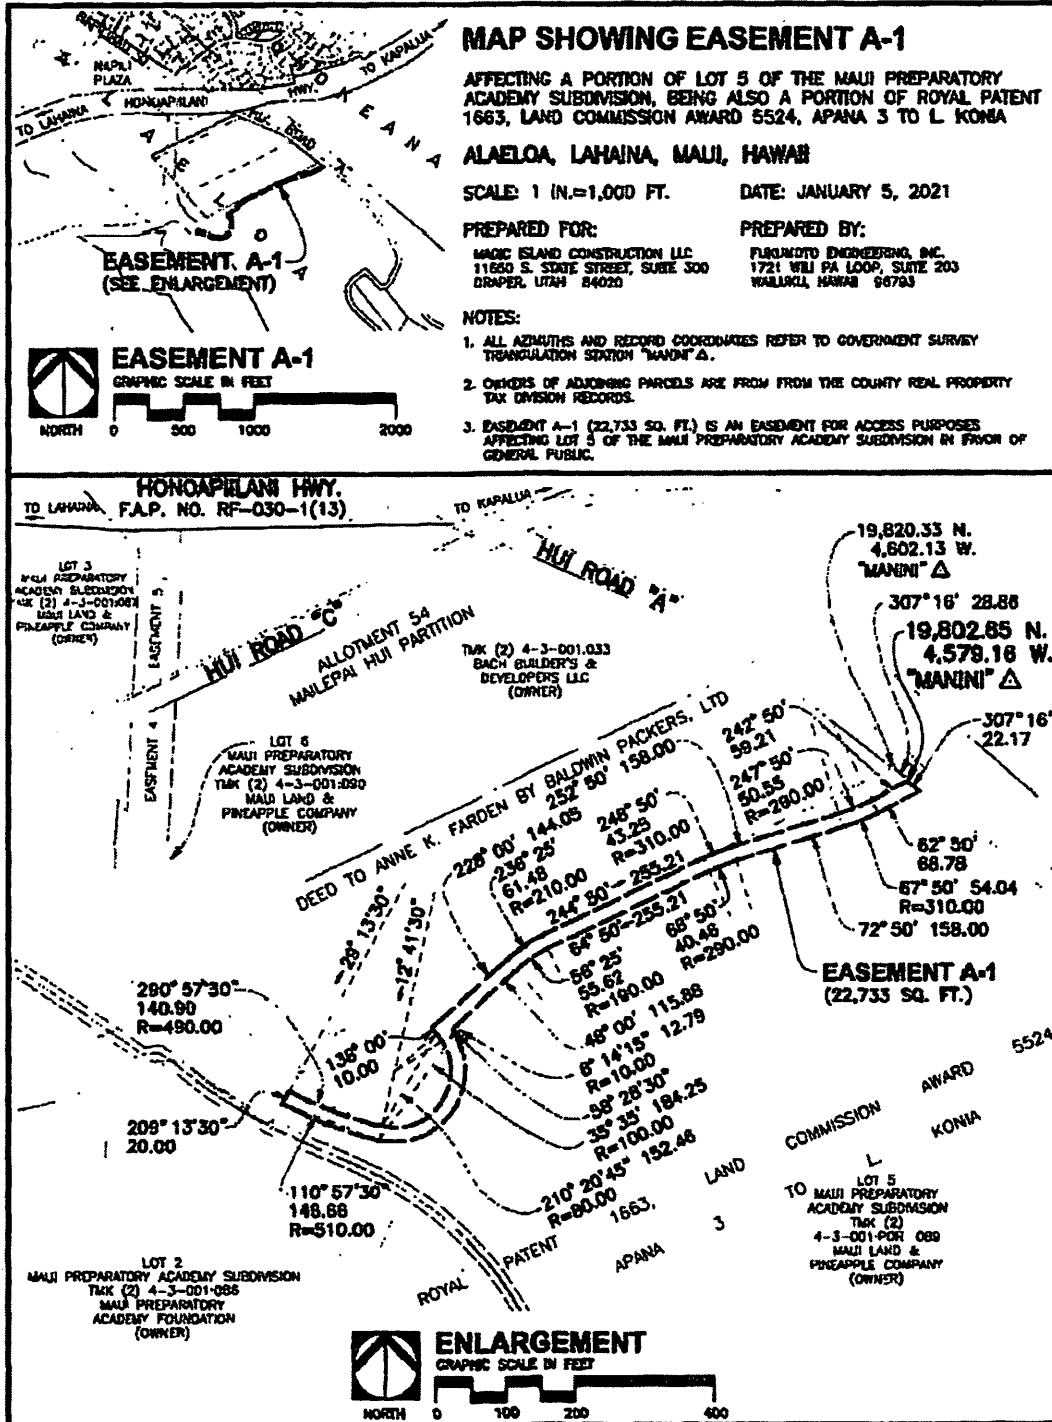 NAPILI
PLAZA
TO KAPALUA
HONOAPIILANI
HWY.
TO LAHAINA
EASEMENT A-1
(SEE ENLARGEMENT)
EASEMENT A-1
GRAPHIC SCALE IN FEET
NORTH
0 500 1000 2000
MAP SHOWING EASEMENT A-1
AFFECTING A PORTION OF LOT 5 OF THE MAUI PREPARATORY
ACADEMY SUBDIVISION, BEING ALSO A PORTION OF ROYAL PATENT
1663, LAND COMMISSION AWARD 5524, APANA 3 TO L. KONIA
ALAELOA, LAHAINA, MAUI, HAWAII
SCALE: 1 IN.=1,000 FT.
DATE: JANUARY 5, 2021
PREPARED FOR:
MAGIC ISLAND CONSTRUCTION LLC
11650 S. STATE STREET, SUITE 300
DRAPER, UTAH 84020
PREPARED BY:
FUKUMOTO ENGINEERING, INC.
1721 WILI PA LOOP, SUITE 203
WAILUKU, HAWAII 96793
NOTES:
1. ALL AZIMUTHS AND RECORD COORDINATES REFER TO GOVERNMENT SURVEY
TRIANGULATION STATION "MANINI" △.
2. OWNERS OF ADJOINING PARCELS ARE FROM FROM THE COUNTY REAL PROPERTY
TAX DIVISION RECORDS.
3. EASEMENT A-1 (22,733 SQ. FT.) IS AN EASEMENT FOR ACCESS PURPOSES
AFFECTING LOT 5 OF THE MAUI PREPARATORY ACADEMY SUBDIVISION IN FAVOR OF
GENERAL PUBLIC.
HONOAPIILANI HWY.
TO LAHAINA
F.A.P. NO. RF-030-1(13)
TO KAPALUA
LOT 3
MAUI PREPARATORY
ACADEMY SUBDIVISION
TMK (2) 4-3-001:087
MAUI LAND &
PINEAPPLE COMPANY
(OWNER)
EASEMENT 5
EASEMENT 4
HUI ROAD "C"
HUI ROAD "A"
ALLOTMENT 54
MAILEPAI HUI PARTITION
TMK (2) 4-3-001:033
BACH BUILDER'S &
DEVELOPERS LLC
(OWNER)
19,820.33 N.
4,602.13 W.
"MANINI" △
307° 16' 28.86
19,802.85 N.
4,579.16 W.
"MANINI" △
307° 16'
22.17
LOT 6
MAUI PREPARATORY
ACADEMY SUBDIVISION
TMK (2) 4-3-001:090
MAUI LAND &
PINEAPPLE COMPANY
(OWNER)
DEED TO ANNE K. FARDEN BY BALDWIN PACKERS, LTD
242° 50'
59.21
247° 50'
50.55
R=290.00
252° 50' 158.00
248° 50'
43.25
R=310.00
228° 00' 144.05
236° 25'
61.48
R=210.00
244° 50'-255.21
64° 50'-255.21
68° 50'
40.46
R=290.00
56° 25'
55.62
R=190.00
48° 00' 115.88
6° 14'15" 12.79
R=10.00
58° 28'30"
35° 35' 184.25
R=100.00
210° 20'45" 152.46
R=80.00
62° 50'
68.78
67° 50' 54.04
R=310.00
72° 50' 158.00
EASEMENT A-1
(22,733 SQ. FT.)
29° 13'30"
12° 41'30"
290° 57'30"
140.90
R=490.00
138° 00'
10.00
209° 13'30"
20.00
110° 57'30"
148.66
R=510.00
LOT 2
MAUI PREPARATORY ACADEMY SUBDIVISION
TMK (2) 4-3-001:086
MAUI PREPARATORY
ACADEMY FOUNDATION
(OWNER)
ROYAL PATENT 1663, LAND COMMISSION AWARD 5524
APANA 3 TO L. KONIA
LOT 5
MAUI PREPARATORY
ACADEMY SUBDIVISION
TMK (2)
4-3-001:POR 089
MAUI LAND &
PINEAPPLE COMPANY
(OWNER)
ENLARGEMENT
GRAPHIC SCALE IN FEET
NORTH
0 100 200 400